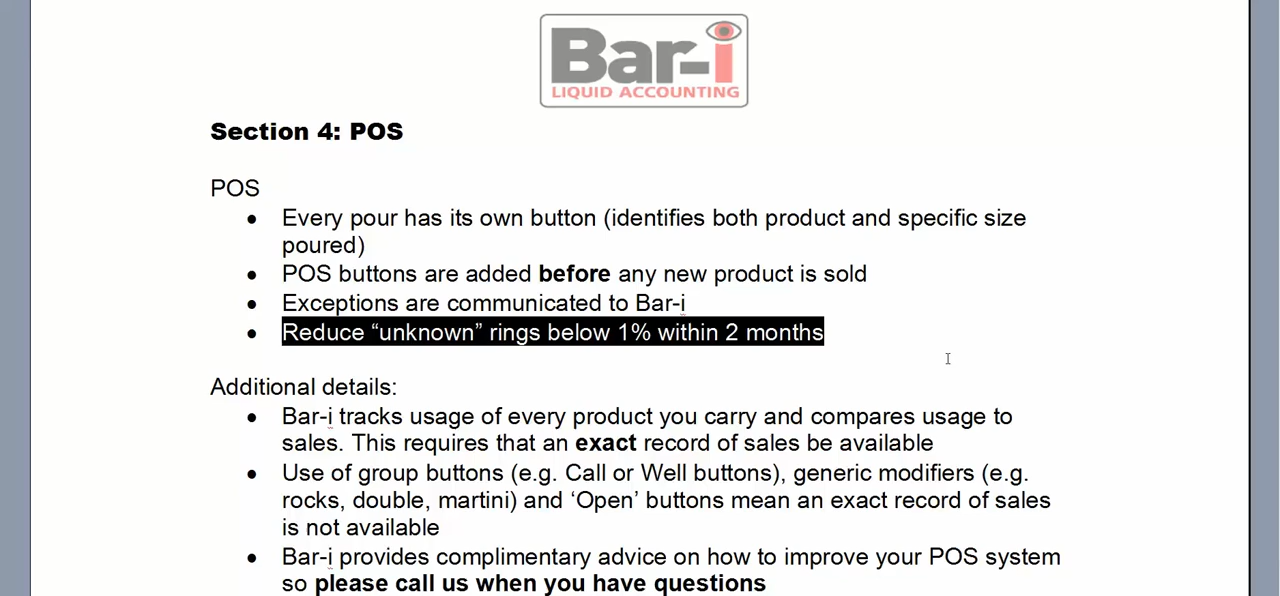 Bar-i
LIQUID ACCOUNTING
Section 4: POS
POS
• Every pour has its own button (identifies both product and specific size
poured)
• POS buttons are added before any new product is sold
• Exceptions are communicated to Bar-i
• Reduce “unknown” rings below 1% within 2 months
Additional details:
• Bar-i tracks usage of every product you carry and compares usage to
sales. This requires that an exact record of sales be available
• Use of group buttons (e.g. Call or Well buttons), generic modifiers (e.g.
rocks, double, martini) and ‘Open’ buttons mean an exact record of sales
is not available
• Bar-i provides complimentary advice on how to improve your POS system
so please call us when you have questions